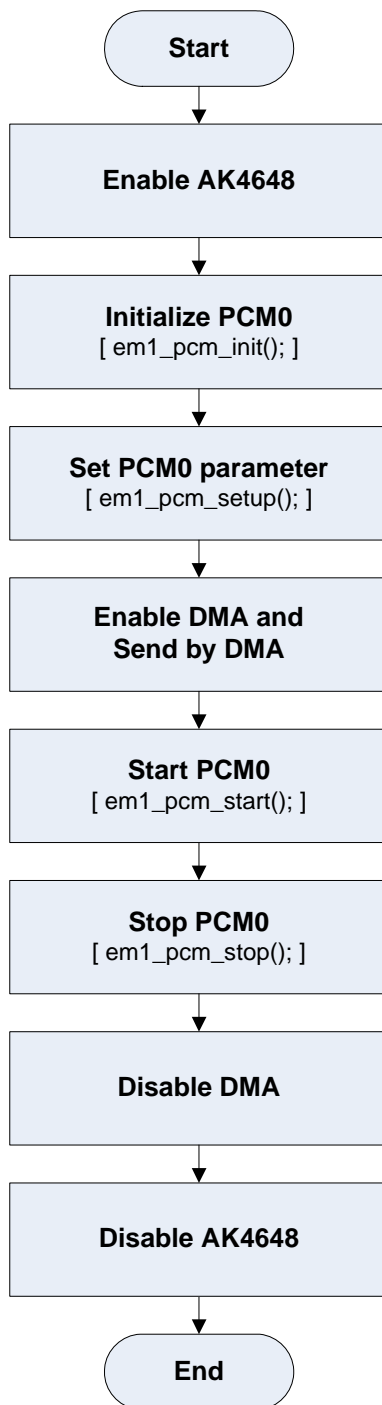 Start
Enable AK4648
Initialize PCM0
[ em1_pcm_init(); ]
Set PCM0 parameter
[ em1_pcm_setup(); ]
Enable DMA and
Send by DMA
Start PCM0
[ em1_pcm_start(); ]
Stop PCM0
[ em1_pcm_stop(); ]
Disable DMA
Disable AK4648
End